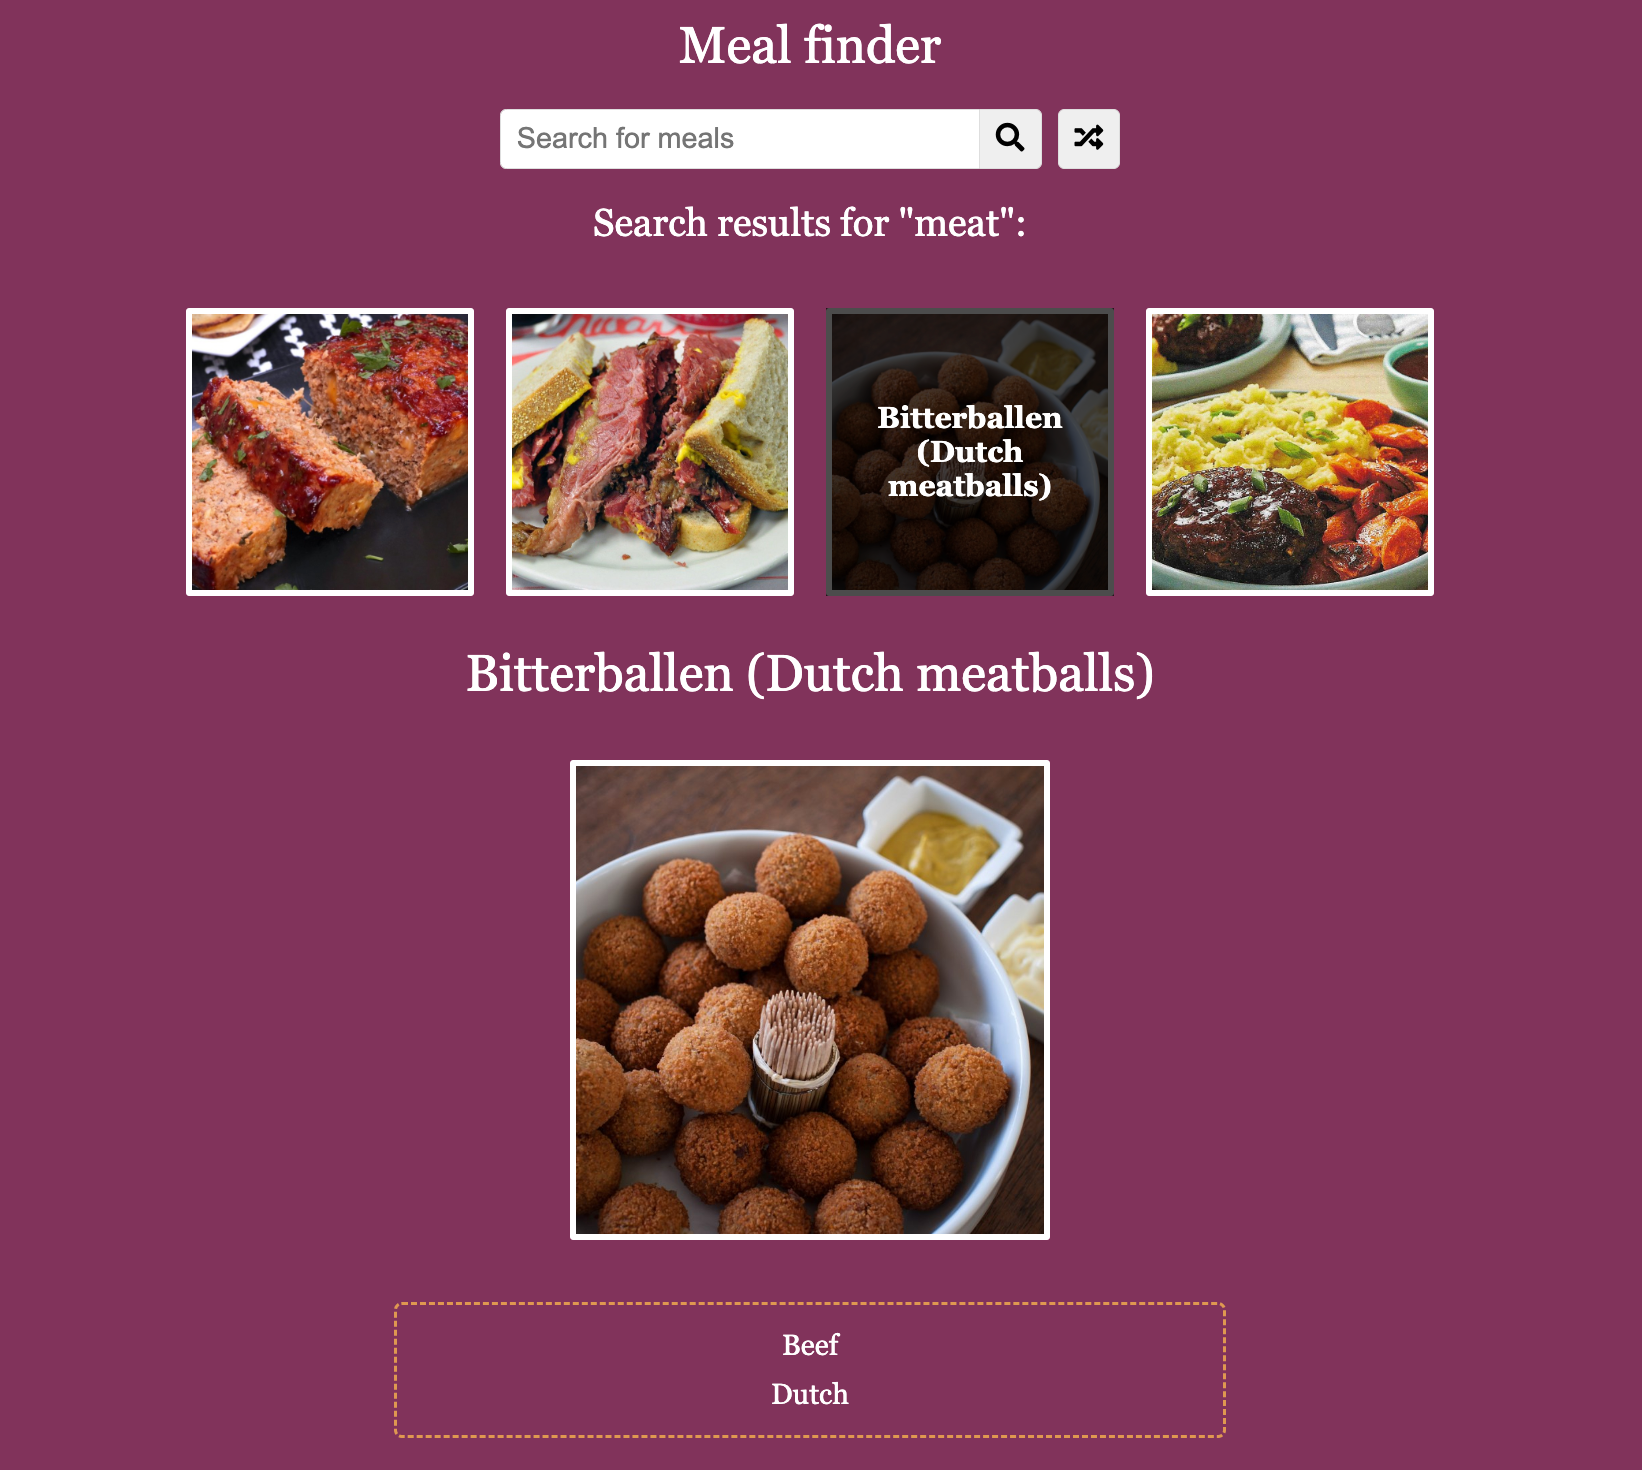 Meal finder
Search for meals
Search results for "meat":
Bitterballen
(Dutch
meatballs)
Bitterballen (Dutch meatballs)
Beef
Dutch